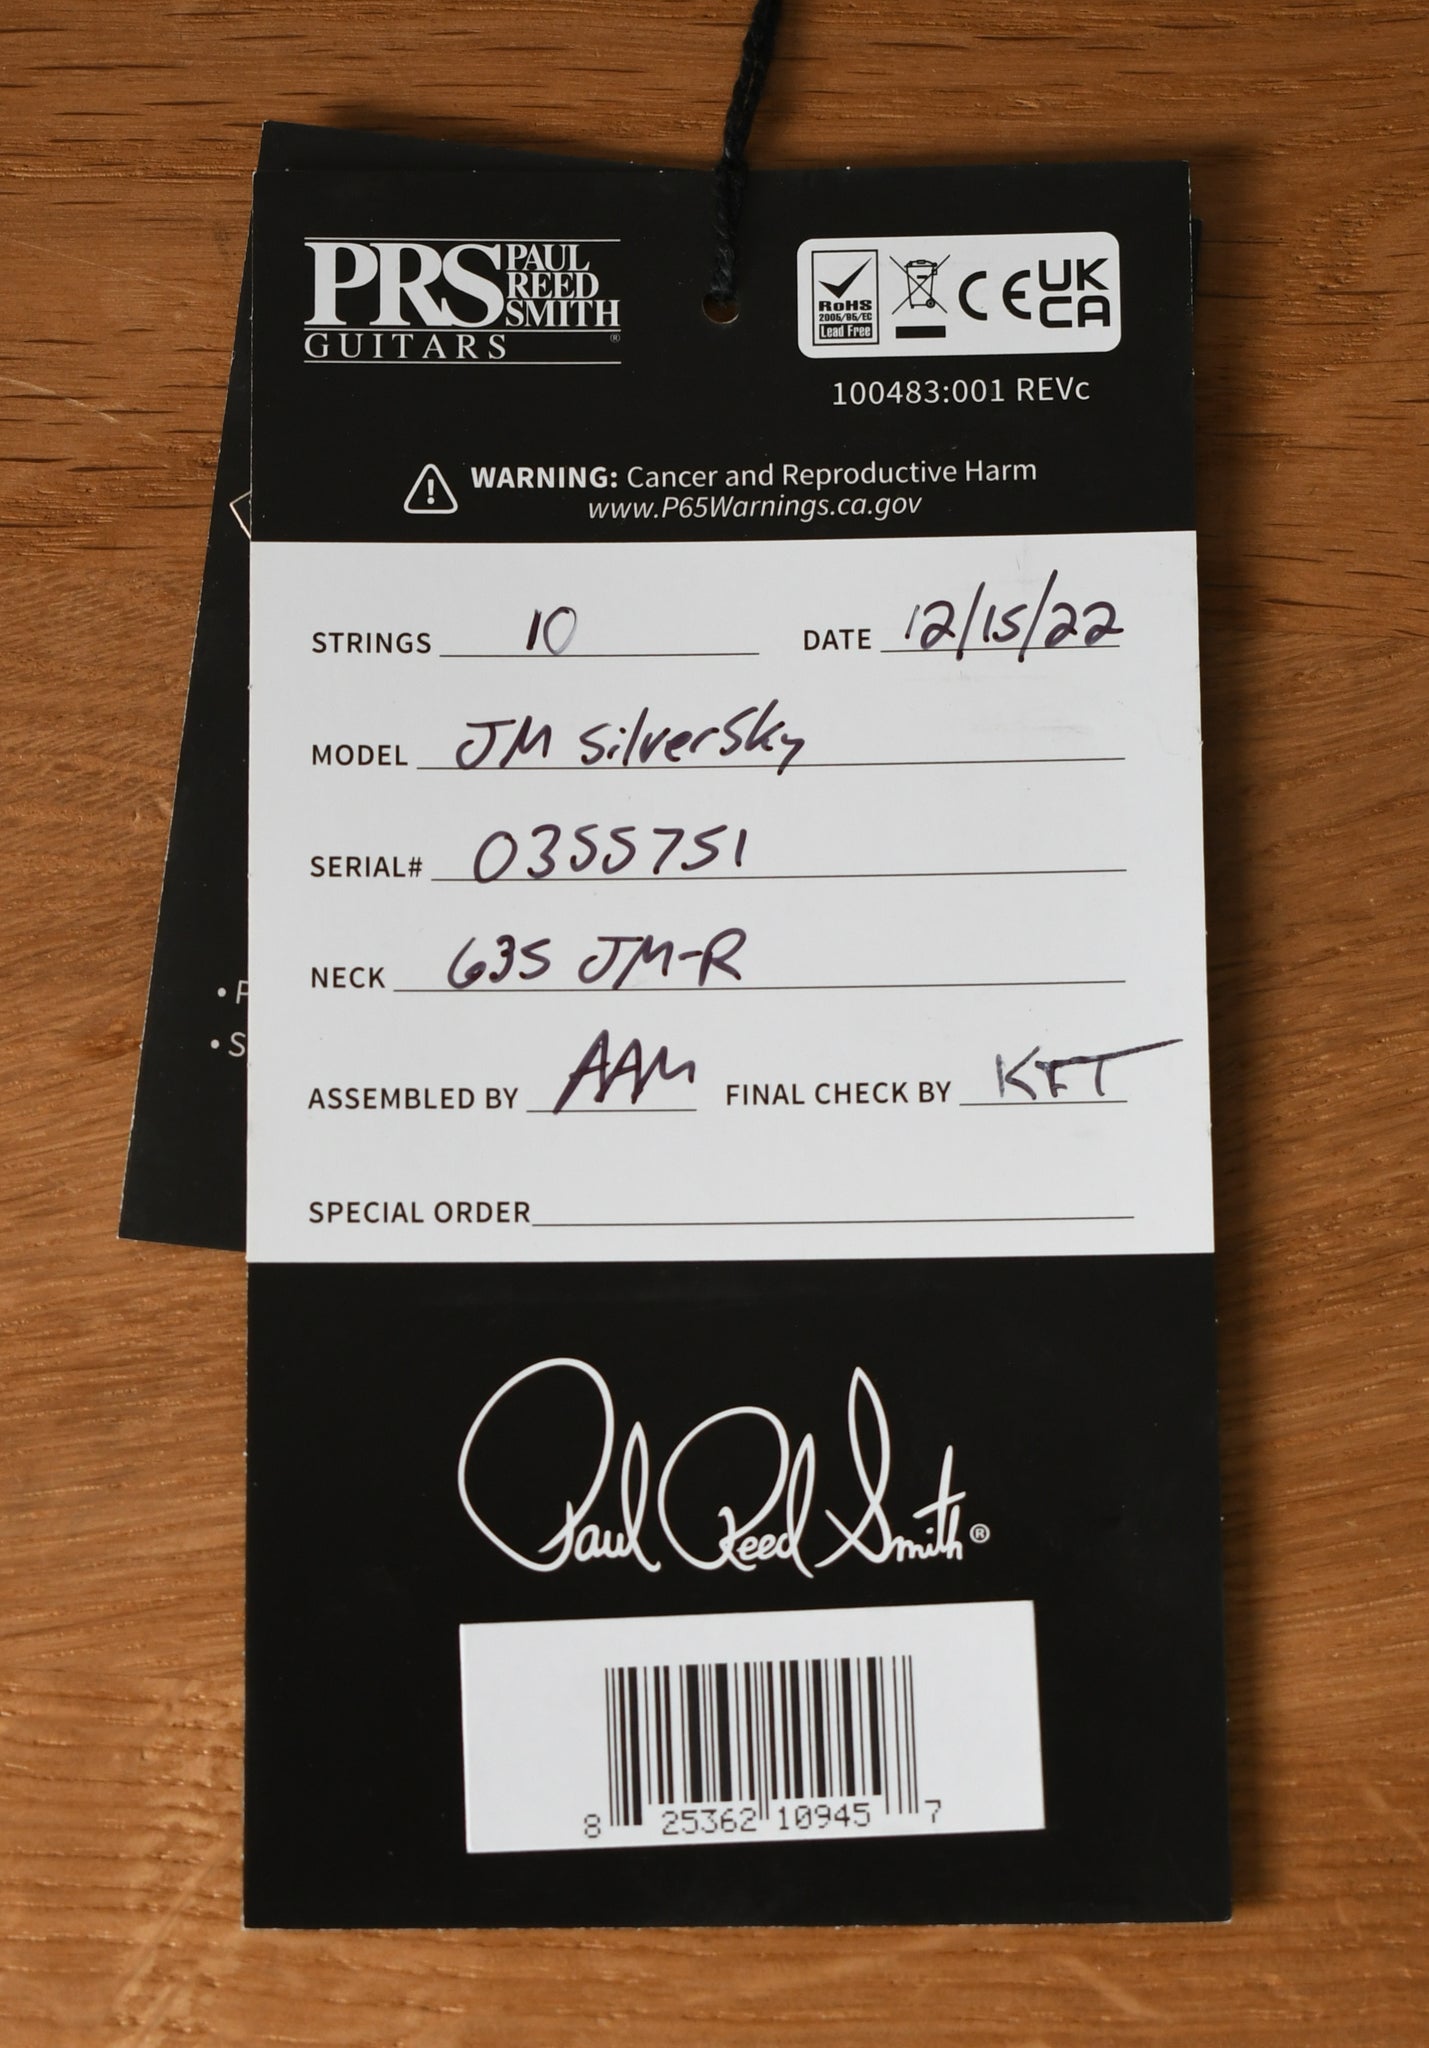 PRS PAUL REED SMITH ®
GUITARS
RoHS
2005/95/EC
Lead Free
CE
UK
CA
100483:001 REVc
WARNING: Cancer and Reproductive Harm
www.P65Warnings.ca.gov
STRINGS 10 DATE 12/15/22
MODEL JM SilverSky
SERIAL# 0355751
NECK 635 JM-R
• P
• S
ASSEMBLED BY AAM FINAL CHECK BY KFT
SPECIAL ORDER
Paul Reed Smith ®
8 25362 10945 7